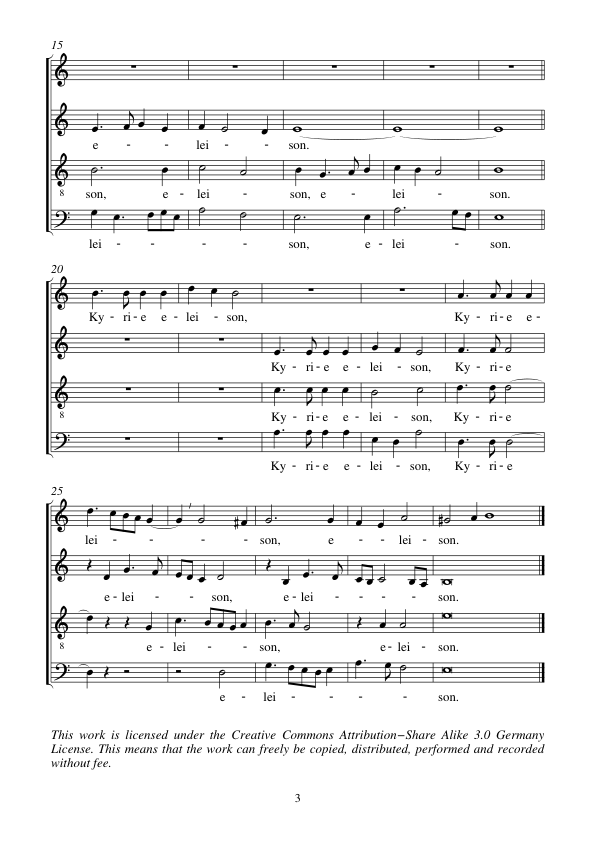 15
e - lei - - son.
8
son, e - lei - - son, e - lei - - son.
lei - - - - son, e - lei - - son.
20
Ky - ri - e e - lei - son, Ky - ri - e e -
Ky - ri - e e - lei - son, Ky - ri - e
8
Ky - ri - e e - lei - son, Ky - ri - e
Ky - ri - e e - lei - son, Ky - ri - e
25
lei - - - - son, e - lei - son.
e - lei - - son, e - lei - - - son.
8
e - lei - - son, e - lei - son.
e - lei - - - son.
This work is licensed under the Creative Commons Attribution−Share Alike 3.0 Germany
License. This means that the work can freely be copied, distributed, performed and recorded
without fee.
3